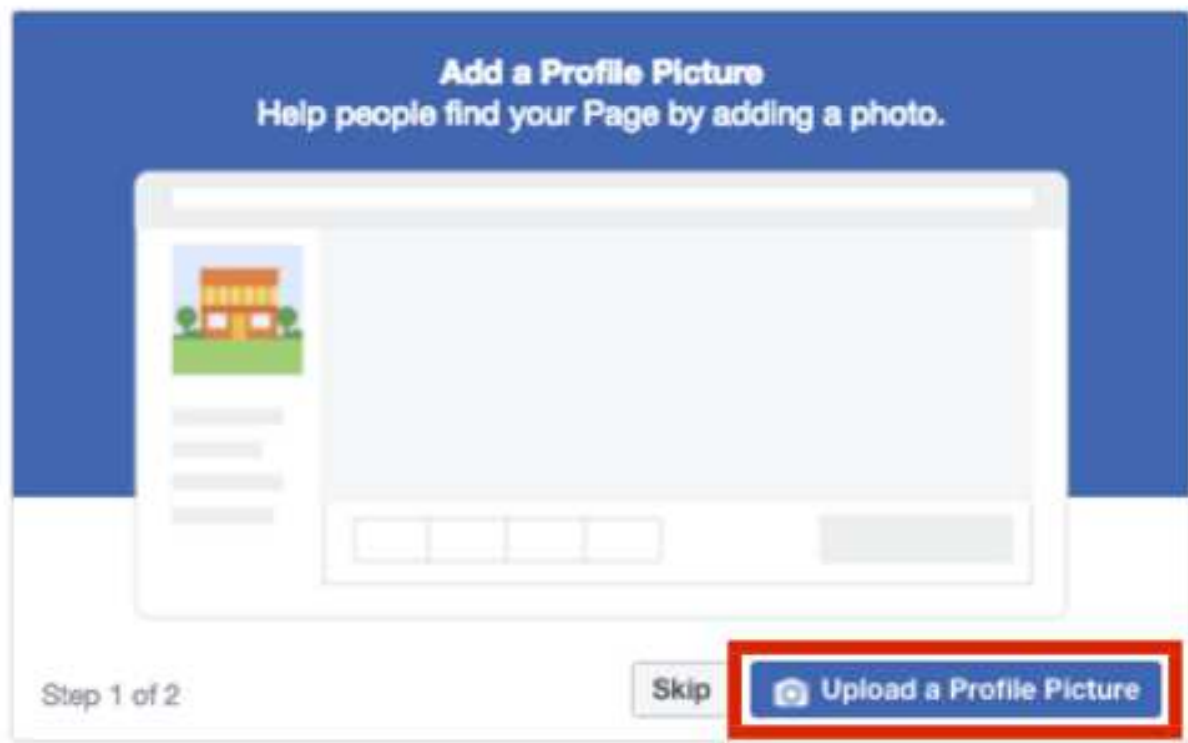 Add a Profile Picture
Help people find your Page by adding a photo.
Step 1 of 2
Skip
Upload a Profile Picture